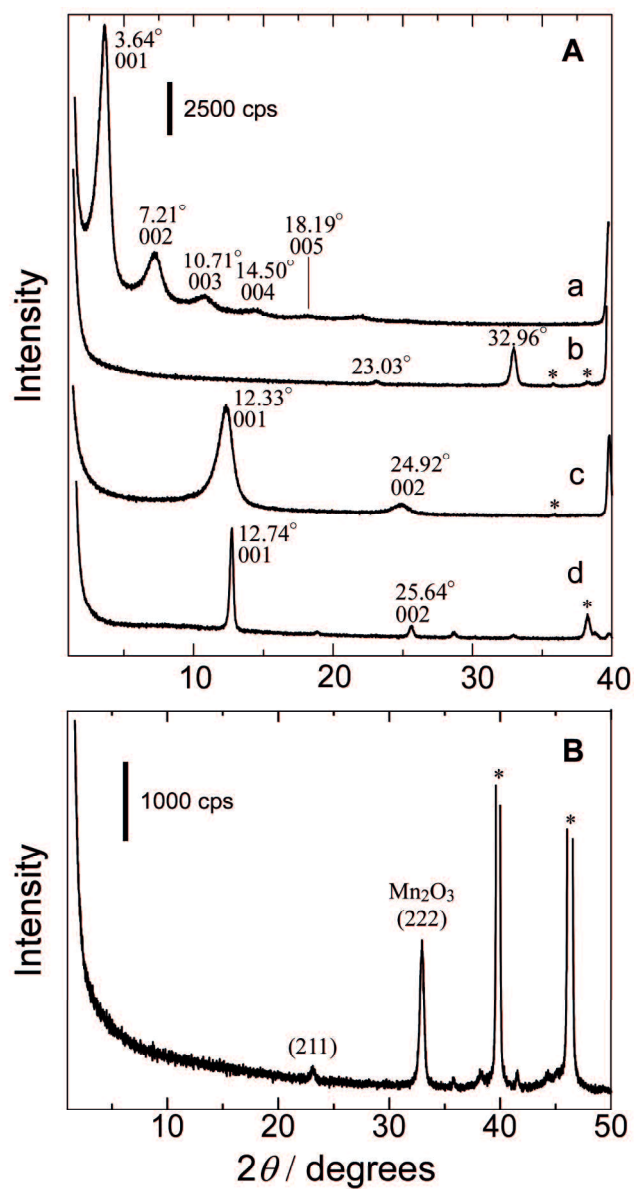 3.64°
001
A
2500 cps
7.21°
002
18.19°
005
10.71°
003
14.50°
004
a
32.96°
b
23.03°
*
*
12.33°
001
24.92°
002
c
*
12.74°
001
25.64°
002
d
*
Intensity
10 20 30 40
B
1000 cps
*
*
Mn₂O₃
(222)
(211)
Intensity
10 20 30 40 50
2θ / degrees